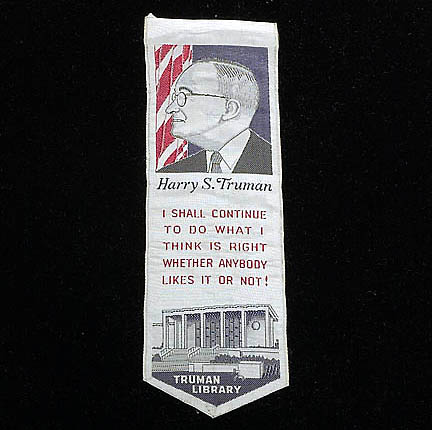 Harry S. Truman
I SHALL CONTINUE
TO DO WHAT I
THINK IS RIGHT
WHETHER ANYBODY
LIKES IT OR NOT!
TRUMAN
LIBRARY